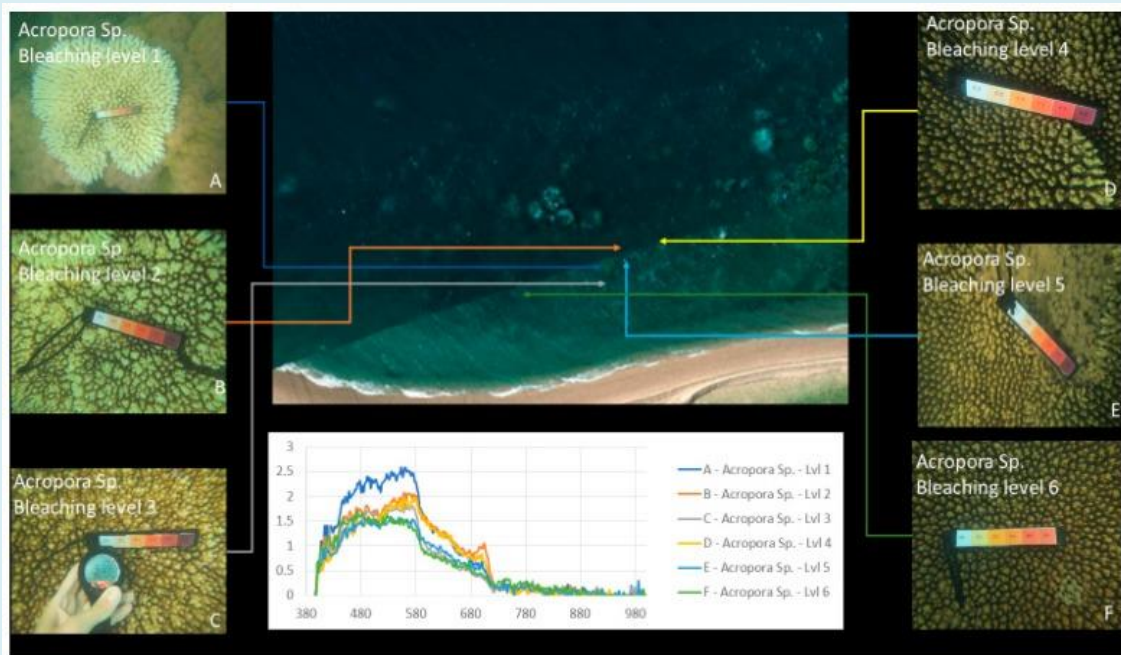 Acropora Sp.
Bleaching level 1
A
Acropora Sp.
Bleaching level 2
B
Acropora Sp.
Bleaching level 3
C
3
2.5
2
1.5
1
0.5
0
380
480
580
680
780
880
980
A - Acropora Sp. - Lvl 1
B - Acropora Sp. - Lvl 2
C - Acropora Sp. - Lvl 3
D - Acropora Sp. - Lvl 4
E - Acropora Sp. - Lvl 5
F - Acropora Sp. - Lvl 6
Acropora Sp.
Bleaching level 4
D
Acropora Sp.
Bleaching level 5
E
Acropora Sp.
Bleaching level 6
F